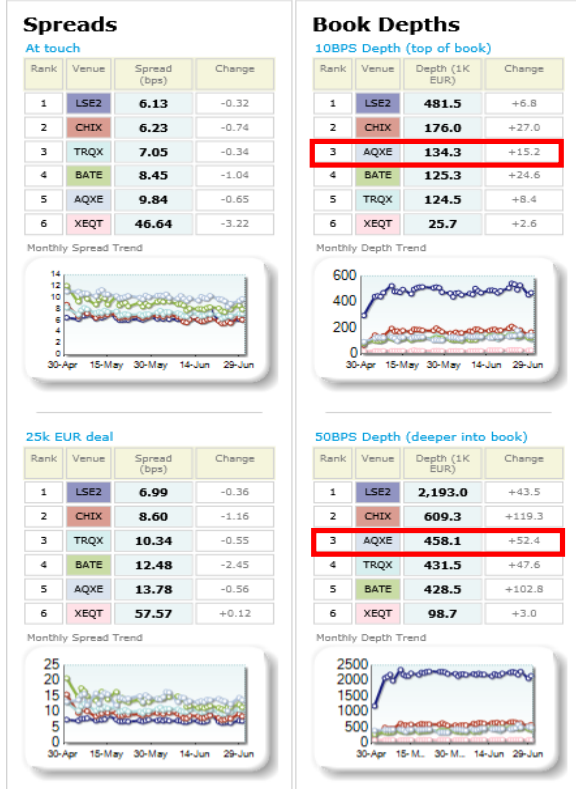 Spreads
At touch
Rank Venue Spread (bps) Change
1 LSE2 6.13 -0.32
2 CHIX 6.23 -0.74
3 TRQX 7.05 -0.34
4 BATE 8.45 -1.04
5 AQXE 9.84 -0.65
6 XEQT 46.64 -3.22
Monthly Spread Trend
14
12
10
8
6
4
2
0
30-Apr 15-May 30-May 14-Jun 29-Jun
25k EUR deal
Rank Venue Spread (bps) Change
1 LSE2 6.99 -0.36
2 CHIX 8.60 -1.16
3 TRQX 10.34 -0.55
4 BATE 12.48 -2.45
5 AQXE 13.78 -0.56
6 XEQT 57.57 +0.12
Monthly Spread Trend
25
20
15
10
5
0
30-Apr 15-May 30-May 14-Jun 29-Jun
Book Depths
10BPS Depth (top of book)
Rank Venue Depth (1K EUR) Change
1 LSE2 481.5 +6.8
2 CHIX 176.0 +27.0
3 AQXE 134.3 +15.2
4 BATE 125.3 +24.6
5 TRQX 124.5 +8.4
6 XEQT 25.7 +2.6
Monthly Depth Trend
600
400
200
0
30-Apr 15-May 30-May 14-Jun 29-Jun
50BPS Depth (deeper into book)
Rank Venue Depth (1K EUR) Change
1 LSE2 2,193.0 +43.5
2 CHIX 609.3 +119.3
3 AQXE 458.1 +52.4
4 TRQX 431.5 +47.6
5 BATE 428.5 +102.8
6 XEQT 98.7 +3.0
Monthly Depth Trend
2500
2000
1500
1000
500
0
30-Apr 15- M... 30- M... 14-Jun 29-Jun